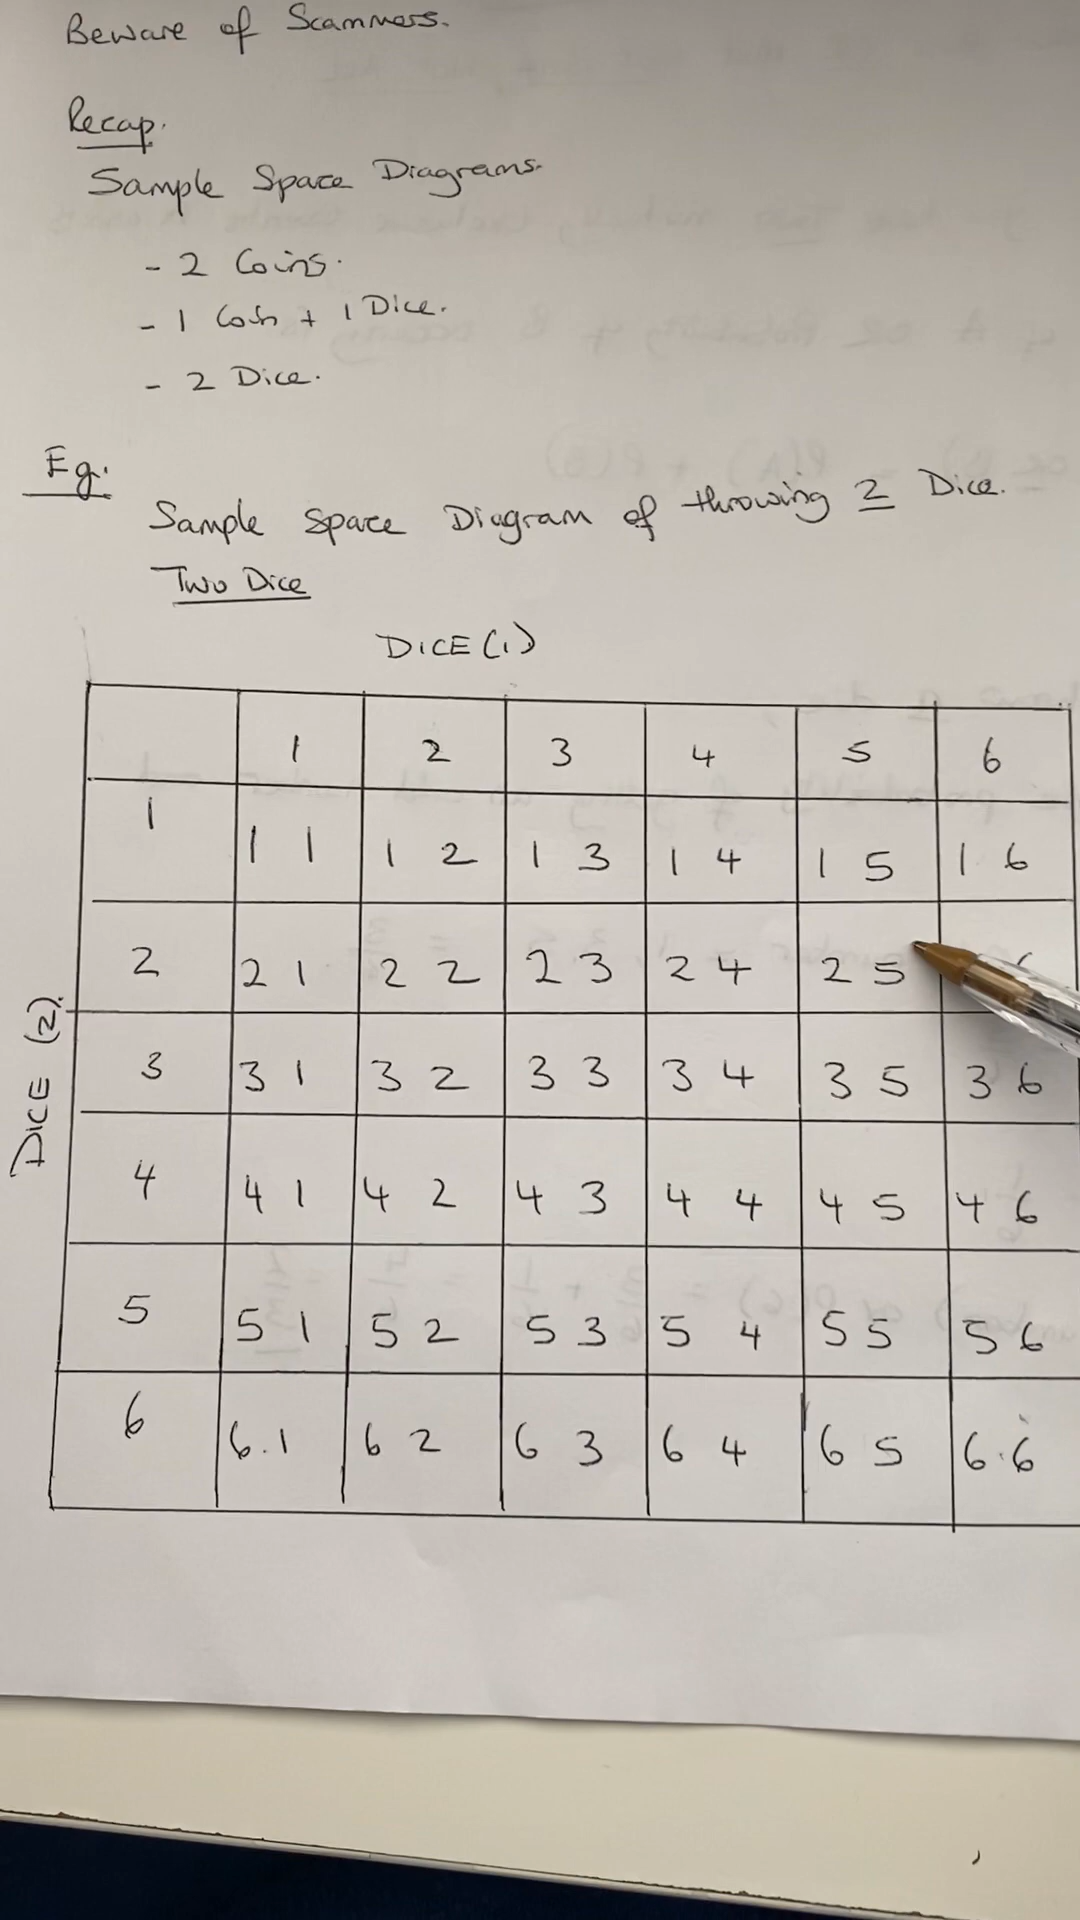 Beware of Scammers.
Recap.
Sample Space Diagrams.
- 2 Coins.
- 1 Coin + 1 Dice.
- 2 Dice.
Eg:
Sample Space Diagram of throwing 2 Dice.
Two Dice
DICE (1)
1 2 3 4 5 6
1 1 1 1 2 1 3 1 4 1 5 1 6
2 2 1 2 2 2 3 2 4 2 5
DICE (2)
3 3 1 3 2 3 3 3 4 3 5 3 6
4 4 1 4 2 4 3 4 4 4 5 4 6
5 5 1 5 2 5 3 5 4 5 5 5 6
6 6.1 6 2 6 3 6 4 6 5 6.6